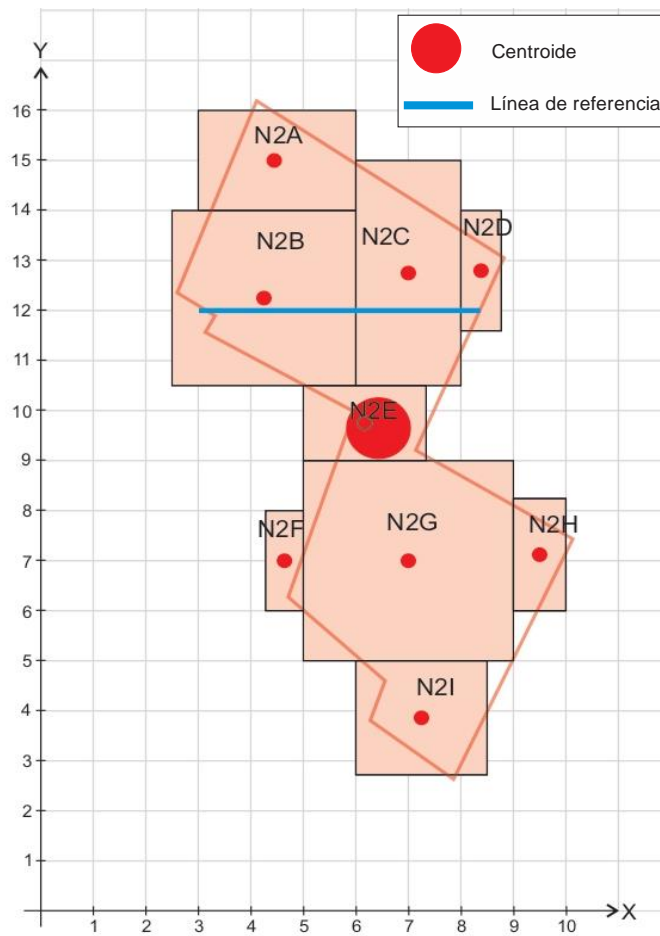 Centroide
Línea de referencia
Y
16
15
14
13
12
11
10
9
8
7
6
5
4
3
2
1
N2A
N2B
N2C
N2D
N2E
N2F
N2G
N2H
N2I
1 2 3 4 5 6 7 8 9 10
X